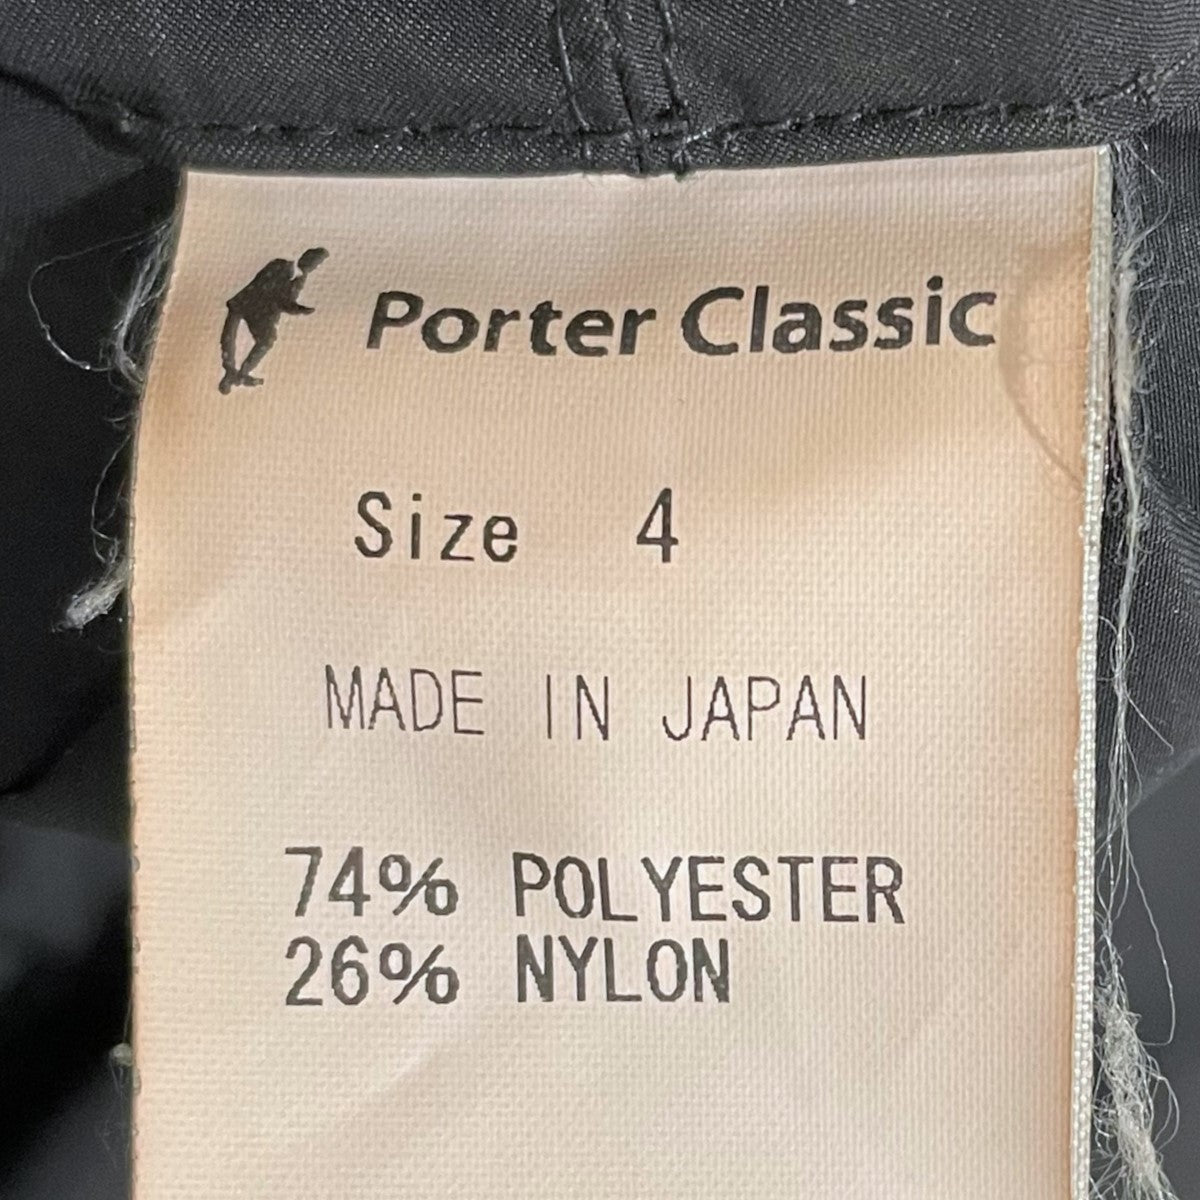 Porter Classic
Size 4
MADE IN JAPAN
74% POLYESTER
26% NYLON